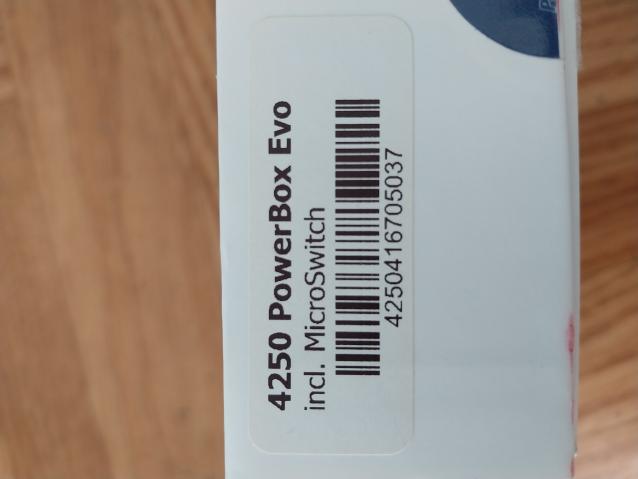 4250 PowerBox Evo
incl. MicroSwitch
4250416705037